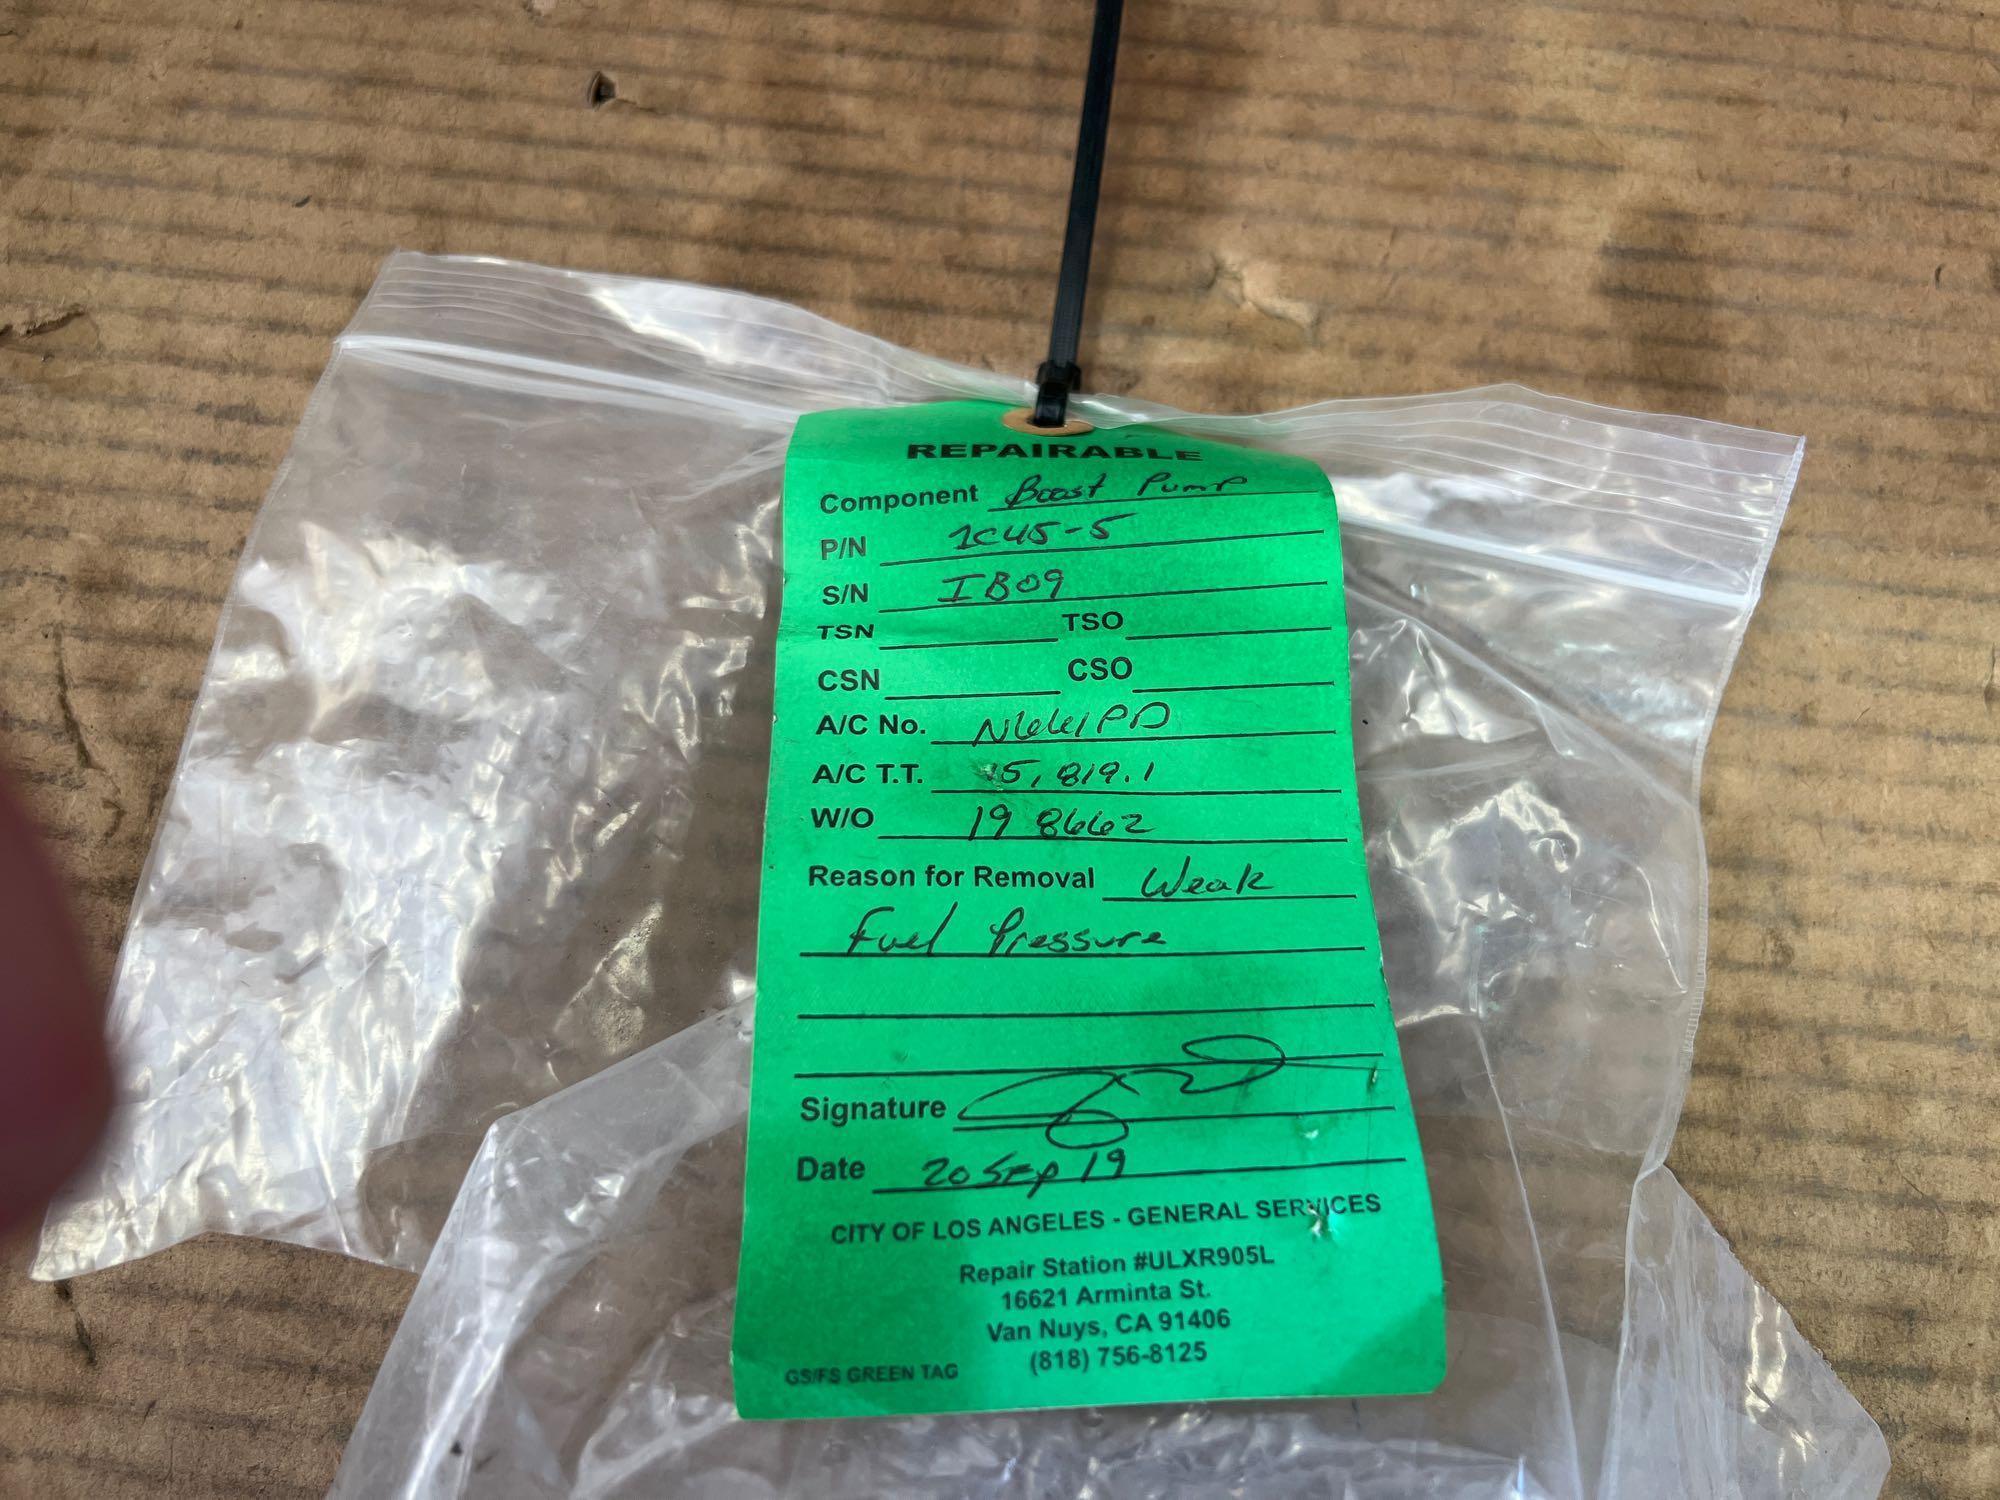 REPAIRABLE
Component Boost Pump
P/N 1C45-5
S/N IB09
TSN TSO
CSN CSO
A/C No. N661PD
A/C T.T. 15,819.1
W/O 19 8662
Reason for Removal Weak
Fuel Pressure
Signature
Date 20 Sep 19
CITY OF LOS ANGELES - GENERAL SERVICES
Repair Station #ULXR905L
16621 Arminta St.
Van Nuys, CA 91406
(818) 756-8125
GS/FS GREEN TAG